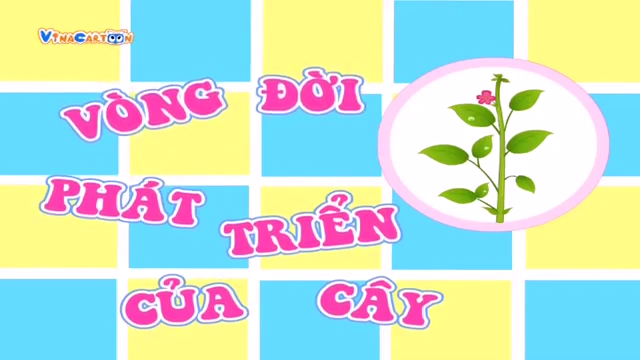 VINACARTOON
VÒNG ĐỜI
PHÁT TRIỂN
CỦA CÂY